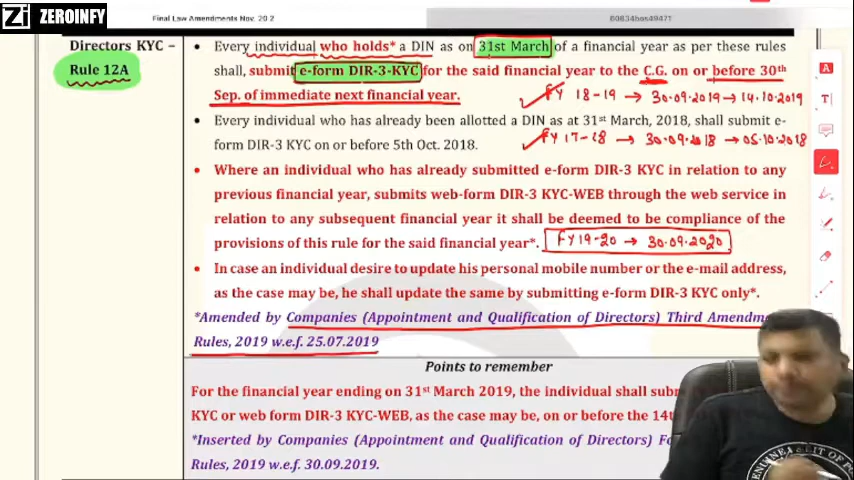 Zi ZEROINFY
Final Law Amendments Nov. 20.2
60834bos49471
Directors KYC –
Rule 12A
• Every individual who holds* a DIN as on 31st March of a financial year as per these rules
shall, submit e-form DIR-3-KYC for the said financial year to the C.G. on or before 30th
Sep. of immediate next financial year.
FY 18-19 → 30.09.2019 → 14.10.2019
• Every individual who has already been allotted a DIN as at 31st March, 2018, shall submit e-
form DIR-3 KYC on or before 5th Oct. 2018.
FY 17-18 → 30.09.2018 → 05.10.2018
• Where an individual who has already submitted e-form DIR-3 KYC in relation to any
previous financial year, submits web-form DIR-3 KYC-WEB through the web service in
relation to any subsequent financial year it shall be deemed to be compliance of the
provisions of this rule for the said financial year*.
FY 19-20 → 30.09.2020
• In case an individual desire to update his personal mobile number or the e-mail address,
as the case may be, he shall update the same by submitting e-form DIR-3 KYC only*.
*Amended by Companies (Appointment and Qualification of Directors) Third Amendm
Rules, 2019 w.e.f. 25.07.2019
Points to remember
For the financial year ending on 31st March 2019, the individual shall sub
KYC or web form DIR-3 KYC-WEB, as the case may be, on or before the 14t
*Inserted by Companies (Appointment and Qualification of Directors) Fo
Rules, 2019 w.e.f. 30.09.2019.